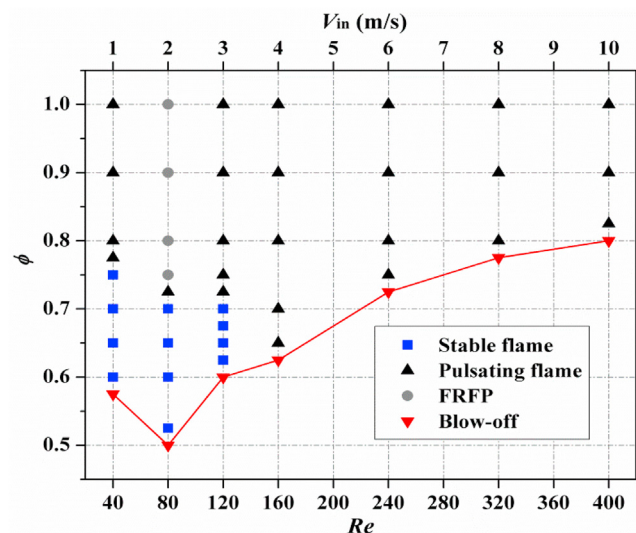 V_in (m/s)
1 2 3 4 5 6 7 8 9 10
1.0
0.9
0.8
0.7
0.6
0.5
ϕ
Stable flame
Pulsating flame
FRFP
Blow-off
40 80 120 160 200 240 280 320 360 400
Re